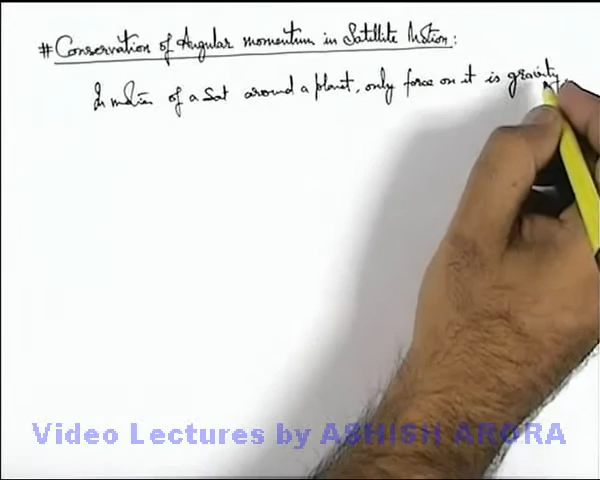 # Conservation of Angular momentum in Satellite Motion :
In motion of a Sat around a planet, only force on it is gravity
Video Lectures by ASHISH ARORA